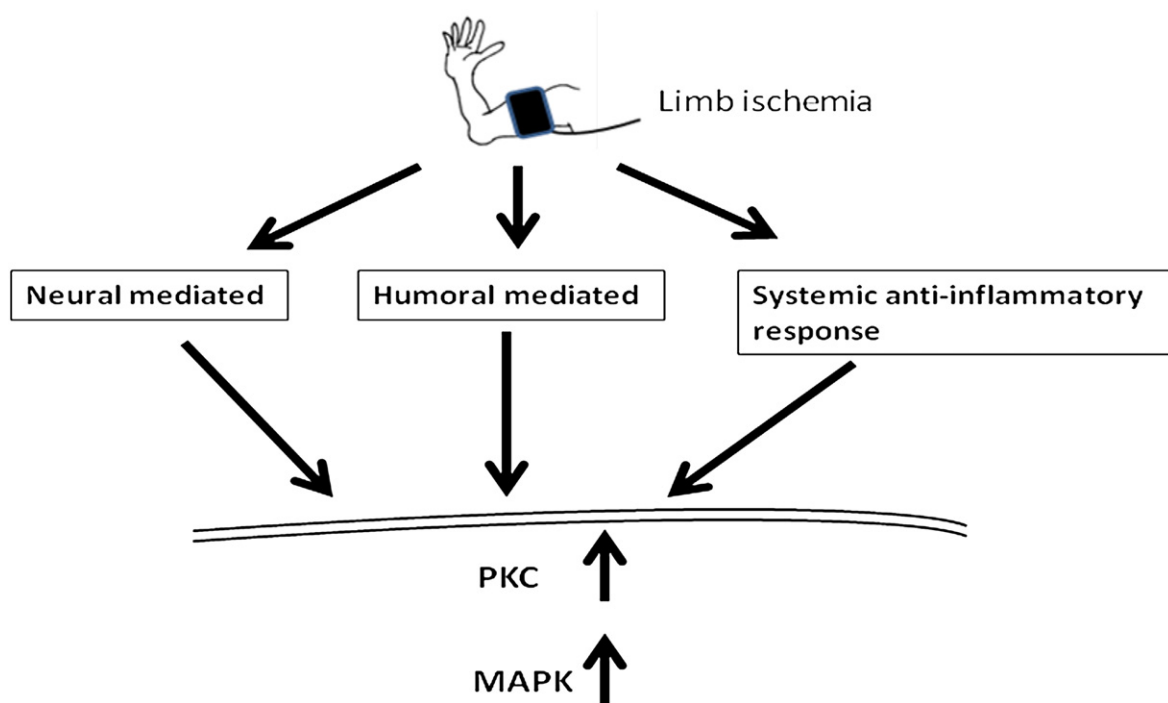 Limb ischemia
Neural mediated
Humoral mediated
Systemic anti-inflammatory
response
PKC
MAPK